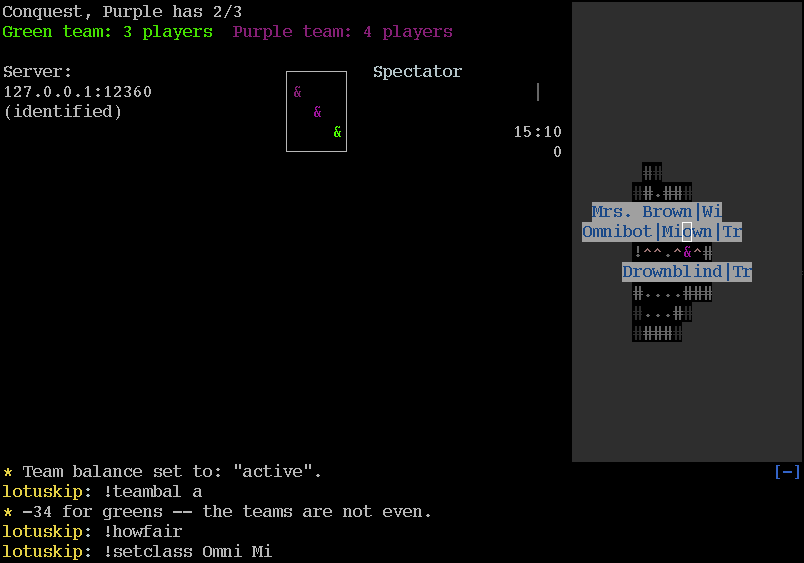 Conquest, Purple has 2/3
Green team: 3 players  Purple team: 4 players
Server:
Spectator
127.0.0.1:12360
(identified)
15:10
0
&
&
&
##
##.###
Mrs. Brown|Wi
Omnibot|Miown|Tr
!^^.^&^#
Drownblind|Tr
#....###
#...##
#####
* Team balance set to: "active".
[-]
lotuskip: !teambal a
* -34 for greens -- the teams are not even.
lotuskip: !howfair
lotuskip: !setclass Omni Mi